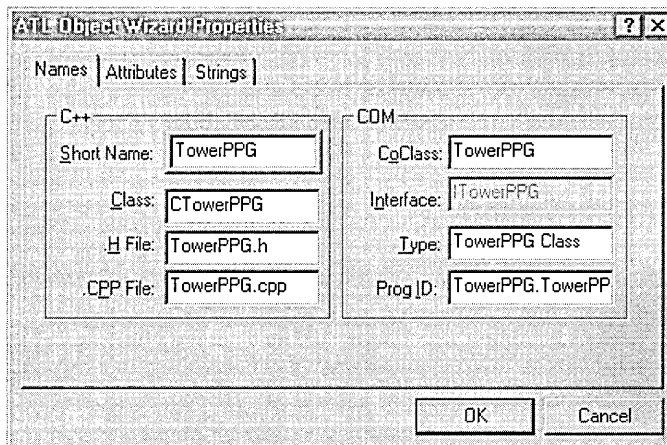 ATL Object Wizard Properties
Names Attributes Strings
C++
Short Name: TowerPPG
Class: CTowerPPG
.H File: TowerPPG.h
.CPP File: TowerPPG.cpp
COM
CoClass: TowerPPG
Interface: ITowerPPG
Type: TowerPPG Class
Prog ID: TowerPPG.TowerPP
OK Cancel